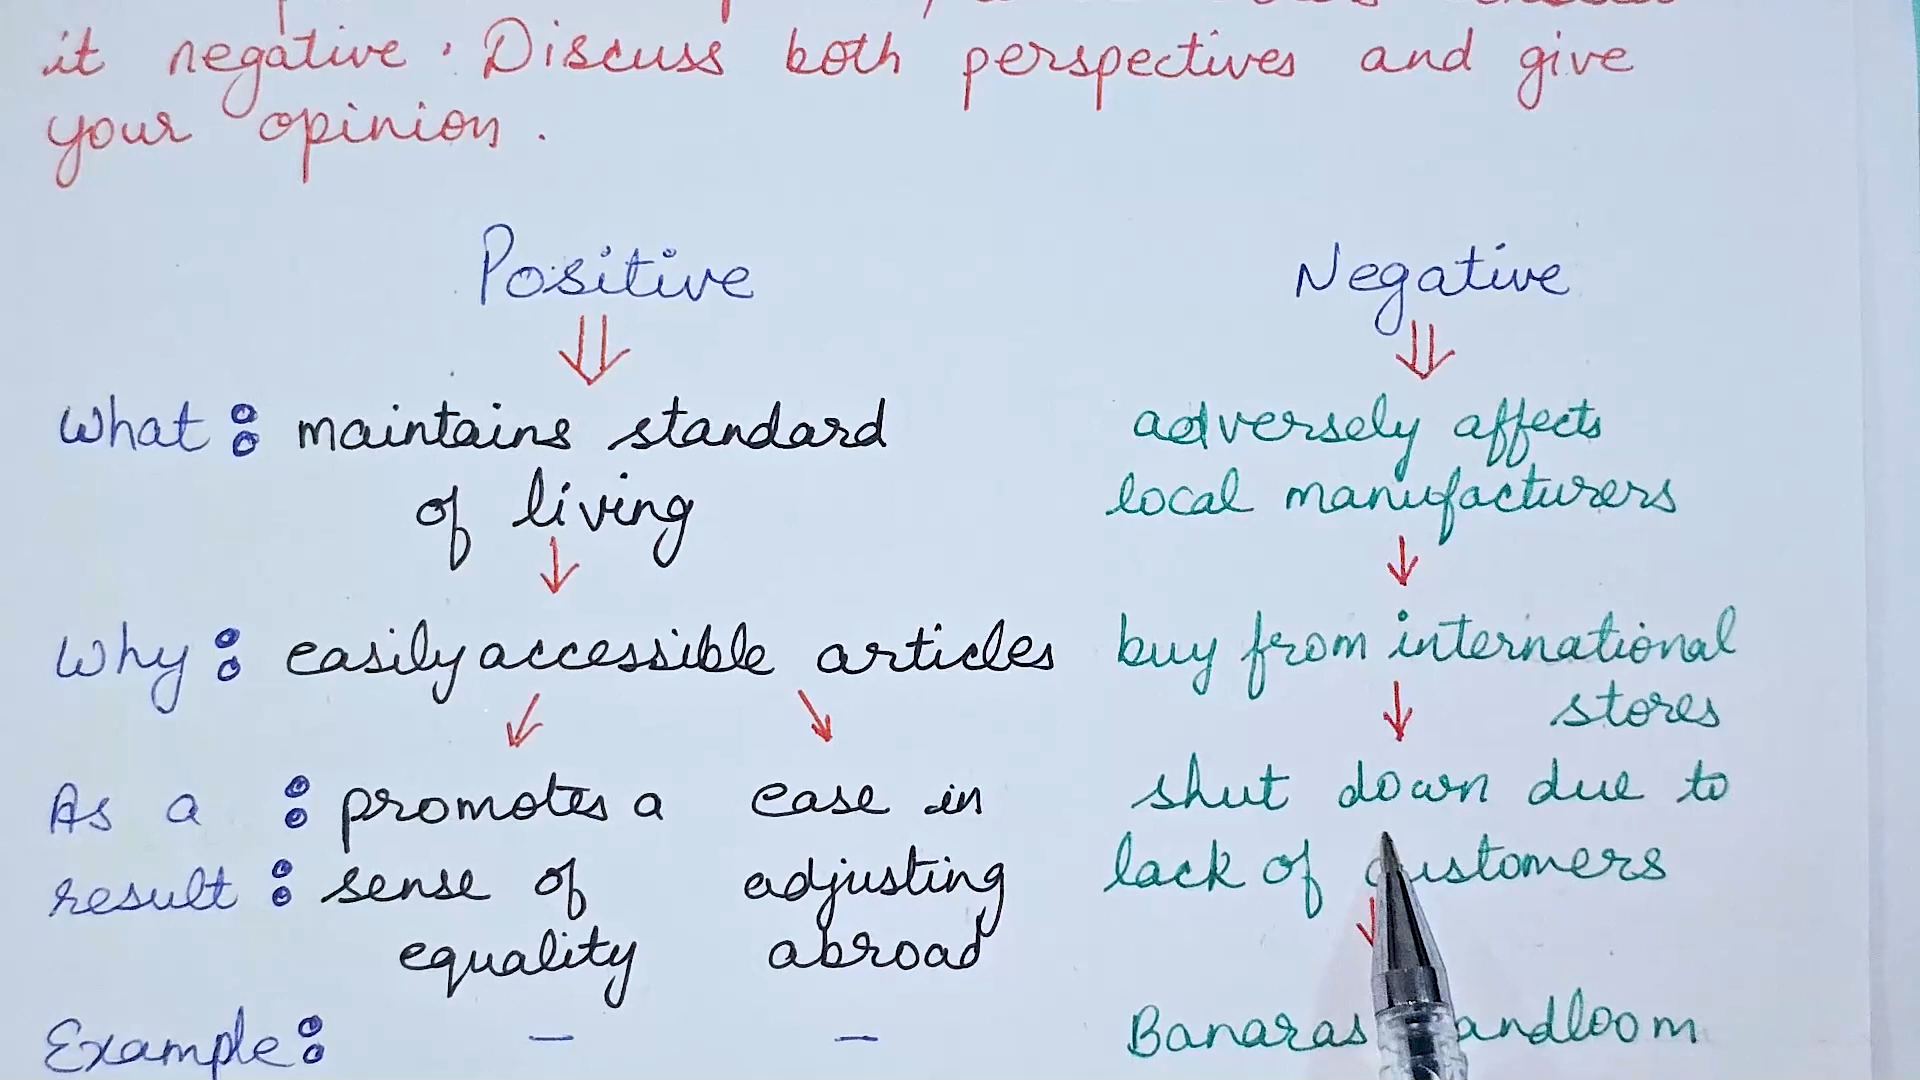 it negative. Discuss both perspectives and give
your opinion.
Positive Negative
What: maintains standard
of living
adversely affects
local manufacturers
Why: easily accessible articles
buy from international
stores
As a
result:
promotes a
sense of
equality
ease in
adjusting
abroad
shut down due to
lack of customers
Example: - -
Banaras